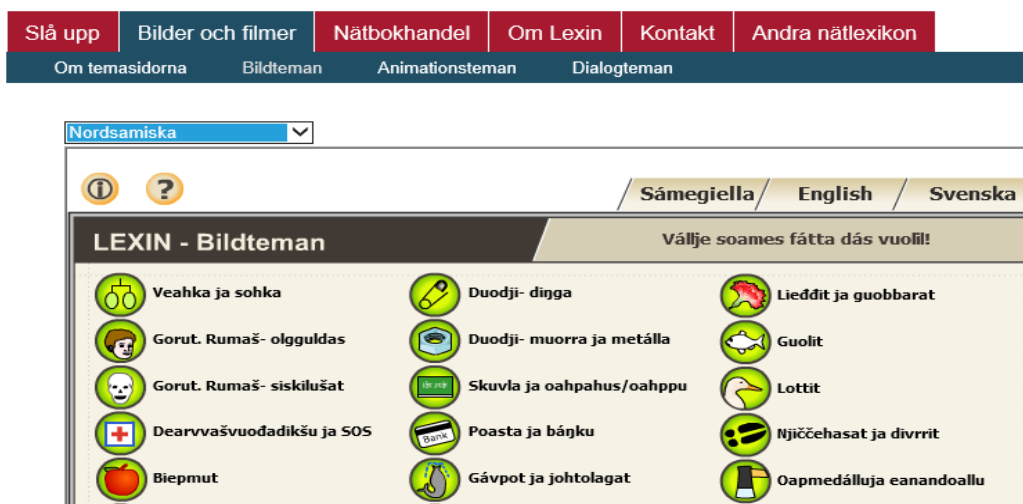 Slå upp Bilder och filmer Nätbokhandel Om Lexin Kontakt Andra nätlexikon
Om temasidorna Bildteman Animationsteman Dialogteman
Nordsamiska
Sámegiella English Svenska
LEXIN - Bildteman Vállje soames fátta dás vuolil!
Veahka ja sohka Duodji- diŋga Lieđđit ja guobbarat
Gorut. Rumaš- olgguldas Duodji- muorra ja metálla Guolit
Gorut. Rumaš- siskilušat Skuvla ja oahpahus/oahppu Lottit
Dearvvašvuođadikšu ja SOS Bank Poasta ja báŋku Njiččehasat ja divrrit
Biepmut Gávpot ja johtolagat Oapmedálluja eanandoallu